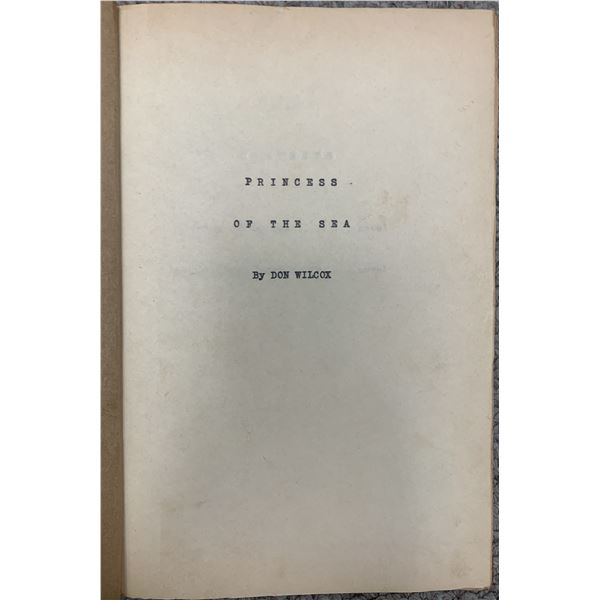 PRINCESS
OF THE SEA
By DON WILCOX